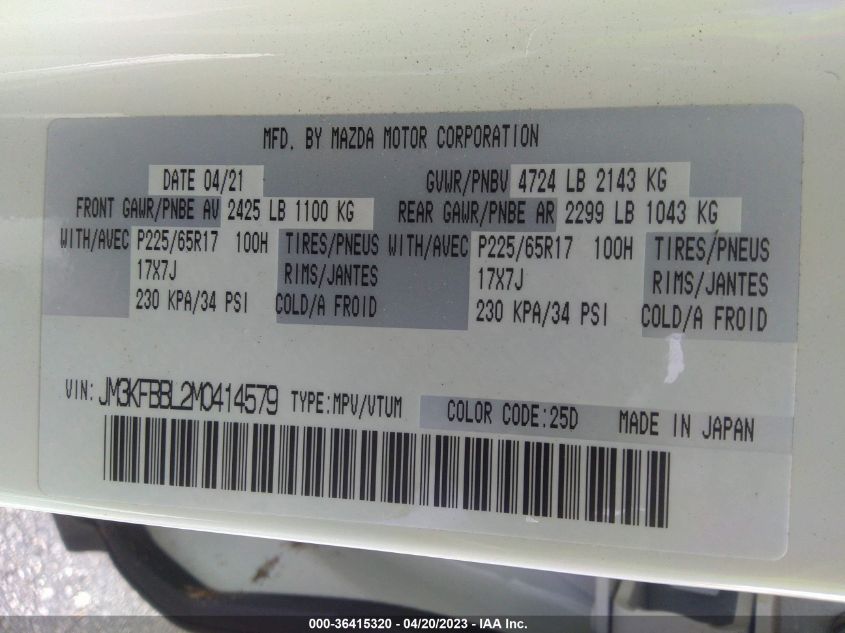 MFD. BY MAZDA MOTOR CORPORATION
DATE 04/21 GVWR/PNBV 4724 LB 2143 KG
FRONT GAWR/PNBE AV 2425 LB 1100 KG REAR GAWR/PNBE AR 2299 LB 1043 KG
WITH/AVEC P225/65R17 100H TIRES/PNEUS WITH/AVEC P225/65R17 100H TIRES/PNEUS
17X7J RIMS/JANTES 17X7J RIMS/JANTES
230 KPA/34 PSI COLD/A FROID 230 KPA/34 PSI COLD/A FROID
VIN: JM3KFBBL2M0414579 TYPE:MPV/VTUM COLOR CODE:25D MADE IN JAPAN
000-36415320 - 04/20/2023 - IAA Inc.